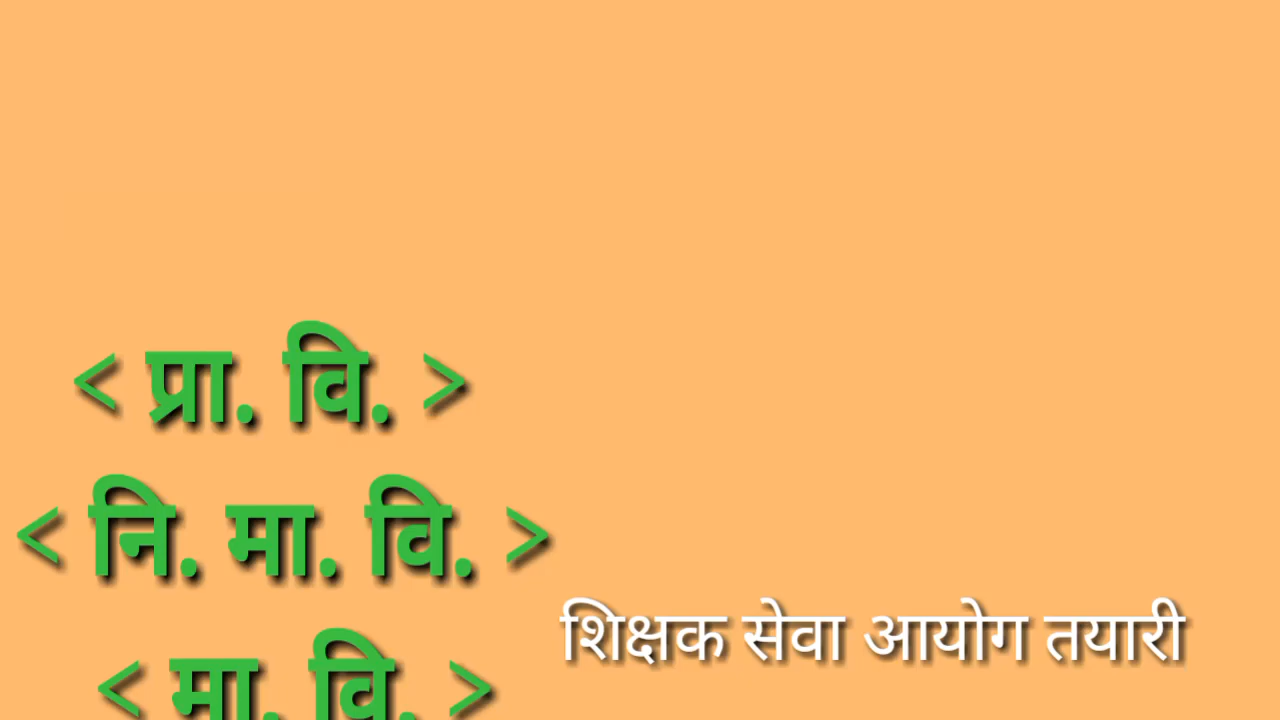 < प्रा. वि. >
< नि. मा. वि. >
शिक्षक सेवा आयोग तयारी
< मा. वि. >